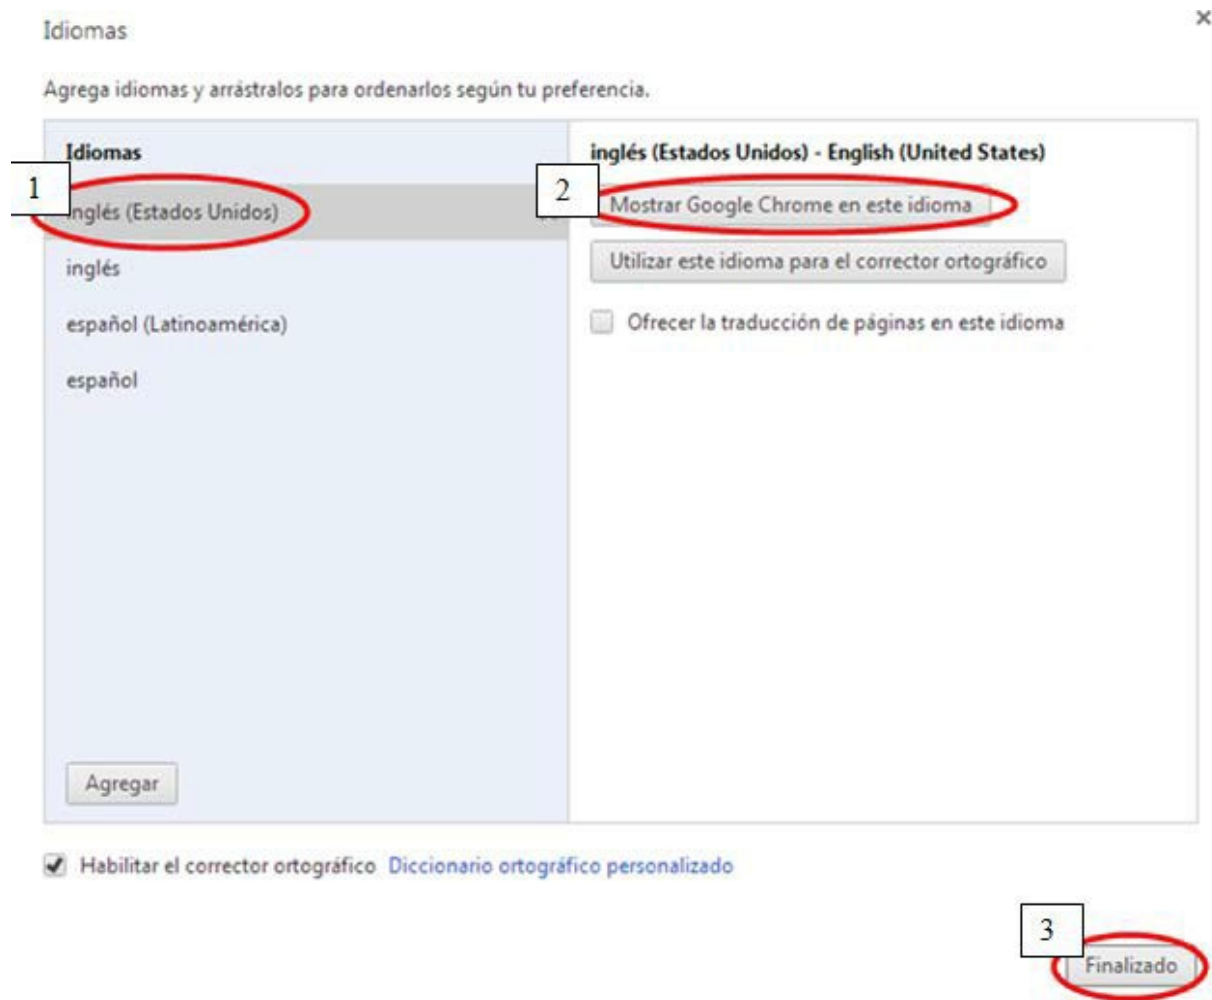 Idiomas
Agrega idiomas y arrástralos para ordenarlos según tu preferencia.
Idiomas
1
inglés (Estados Unidos)
inglés
español (Latinoamérica)
español
Agregar
inglés (Estados Unidos) - English (United States)
2
Mostrar Google Chrome en este idioma
Utilizar este idioma para el corrector ortográfico
Ofrecer la traducción de páginas en este idioma
Habilitar el corrector ortográfico Diccionario ortográfico personalizado
3
Finalizado